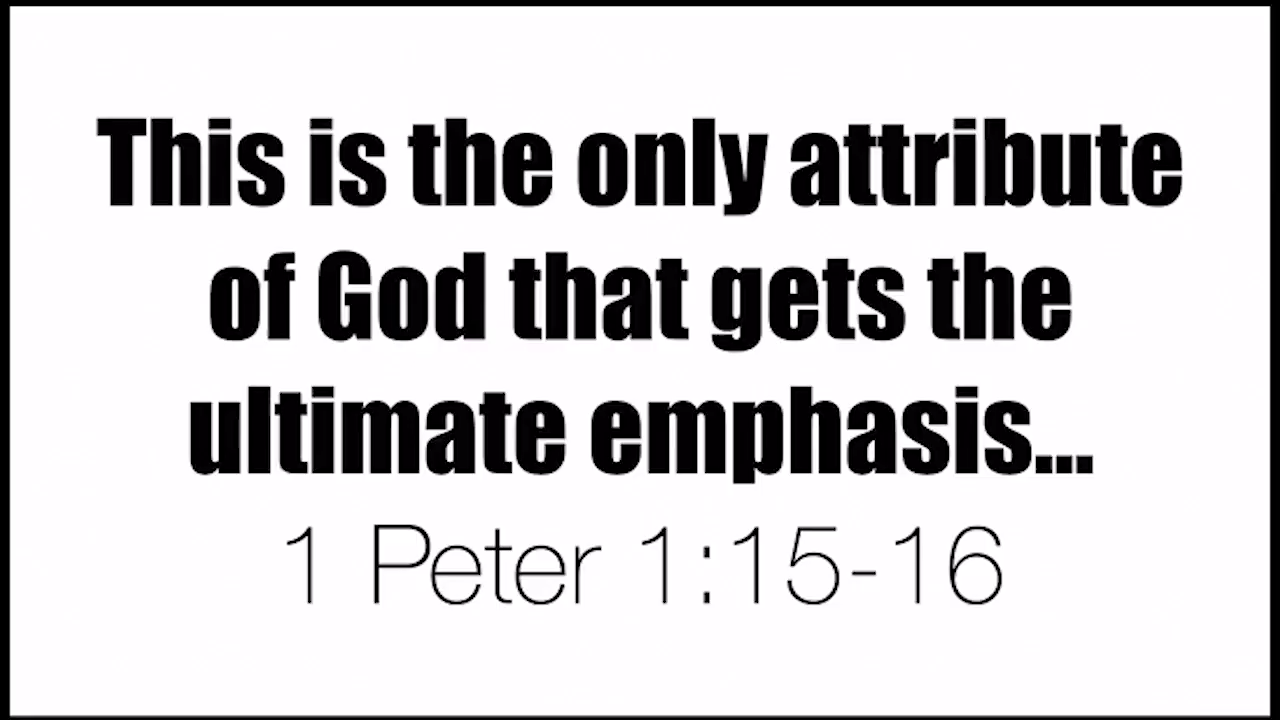 This is the only attribute
of God that gets the
ultimate emphasis...
1 Peter 1:15-16